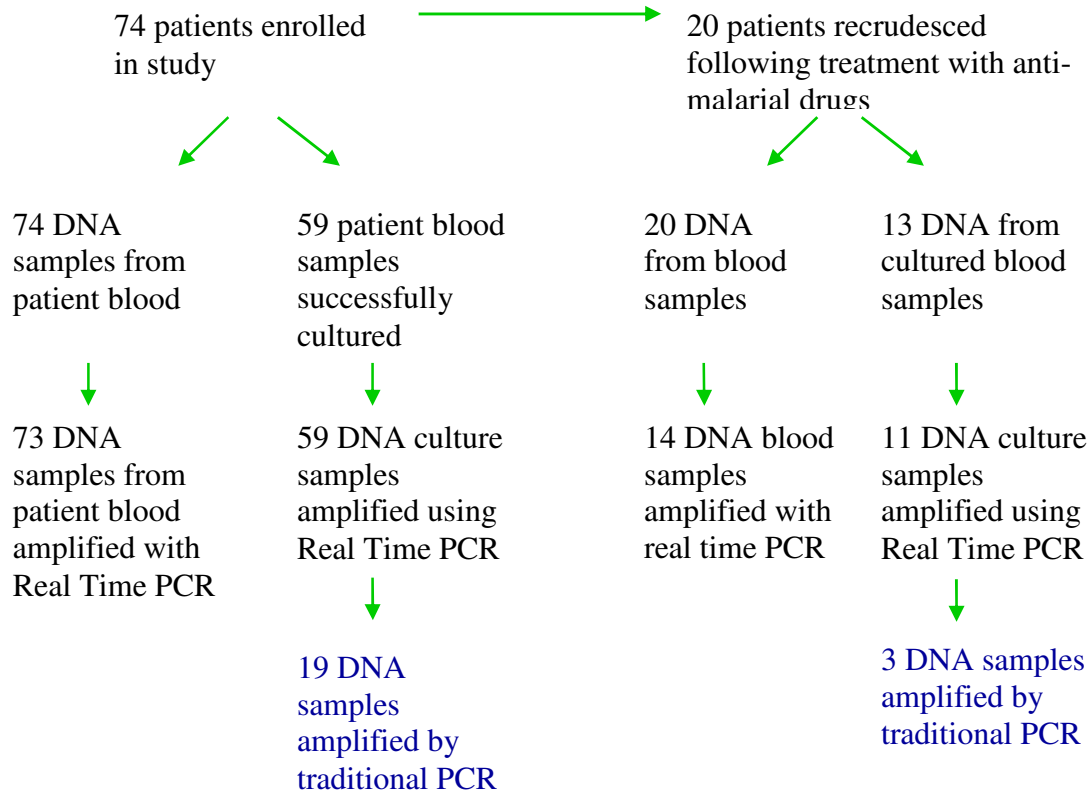 74 patients enrolled
in study
20 patients recrudesced
following treatment with anti-
malarial drugs
74 DNA
samples from
patient blood
59 patient blood
samples
successfully
cultured
20 DNA
from blood
samples
13 DNA from
cultured blood
samples
73 DNA
samples from
patient blood
amplified with
Real Time PCR
59 DNA culture
samples
amplified using
Real Time PCR
14 DNA blood
samples
amplified with
real time PCR
11 DNA culture
samples
amplified using
Real Time PCR
19 DNA
samples
amplified by
traditional PCR
3 DNA samples
amplified by
traditional PCR